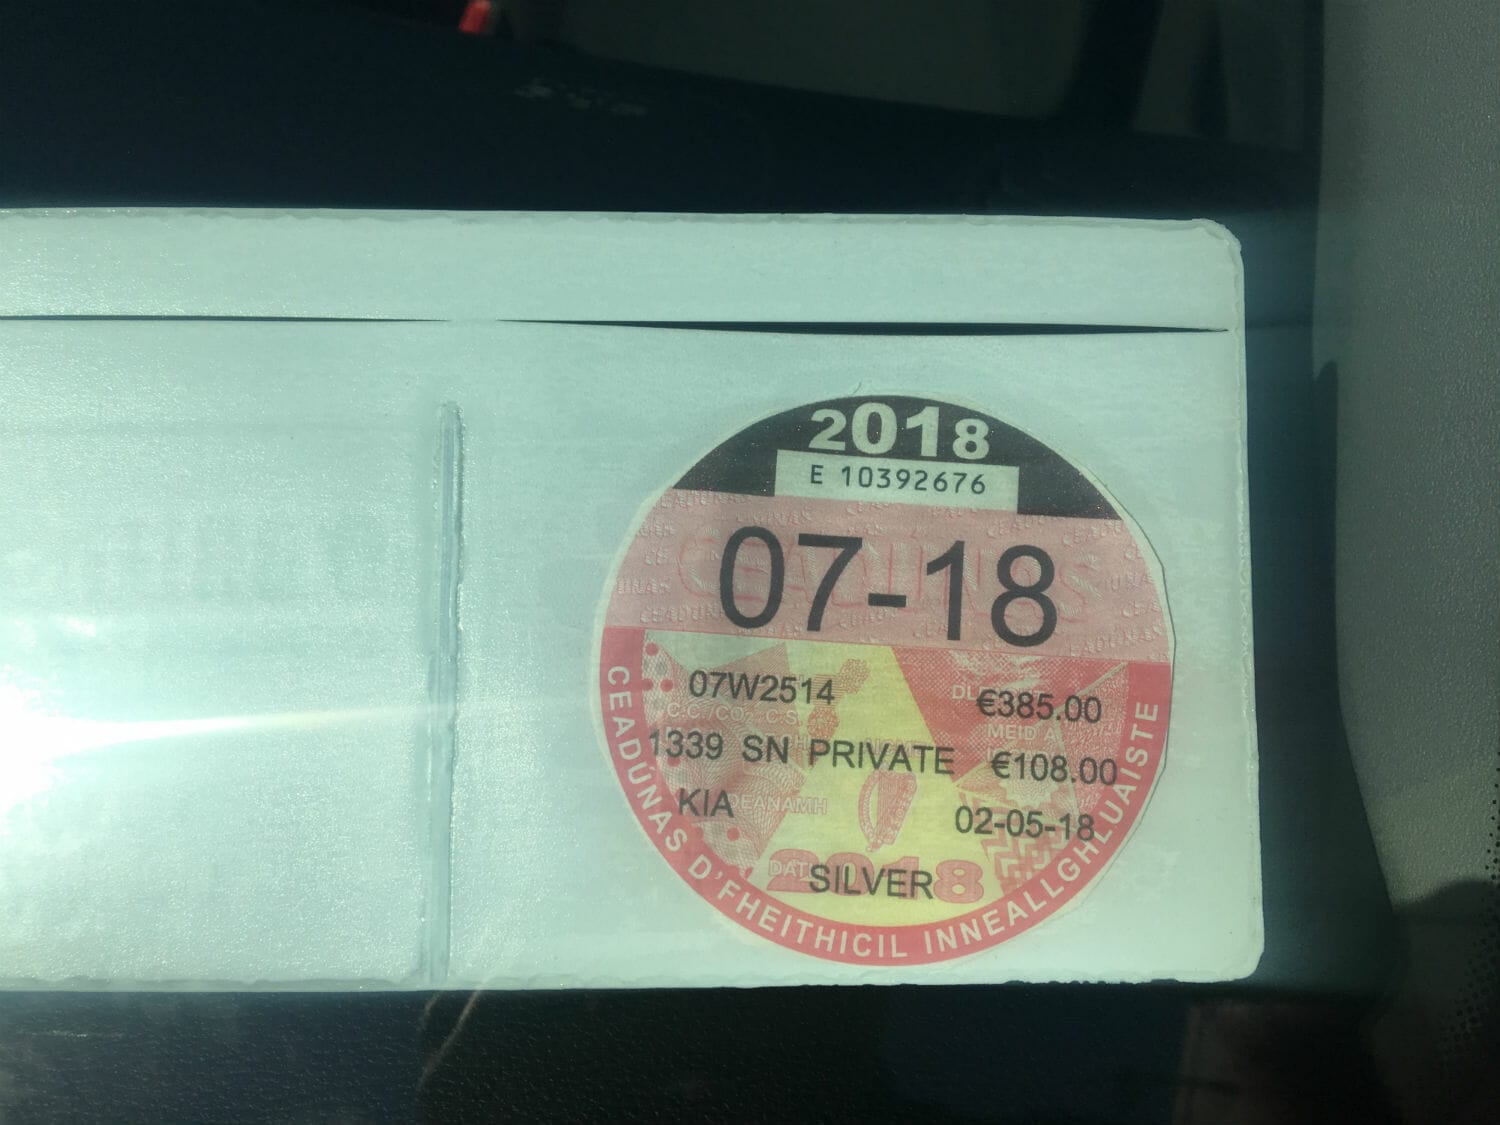 2018
E 10392676
07-18
07W2514 €385.00
1339 SN PRIVATE €108.00
KIA 02-05-18
SILVER
2018
CEADÚNAS D'FHEITHICIL INNEALLGHLUAISTE